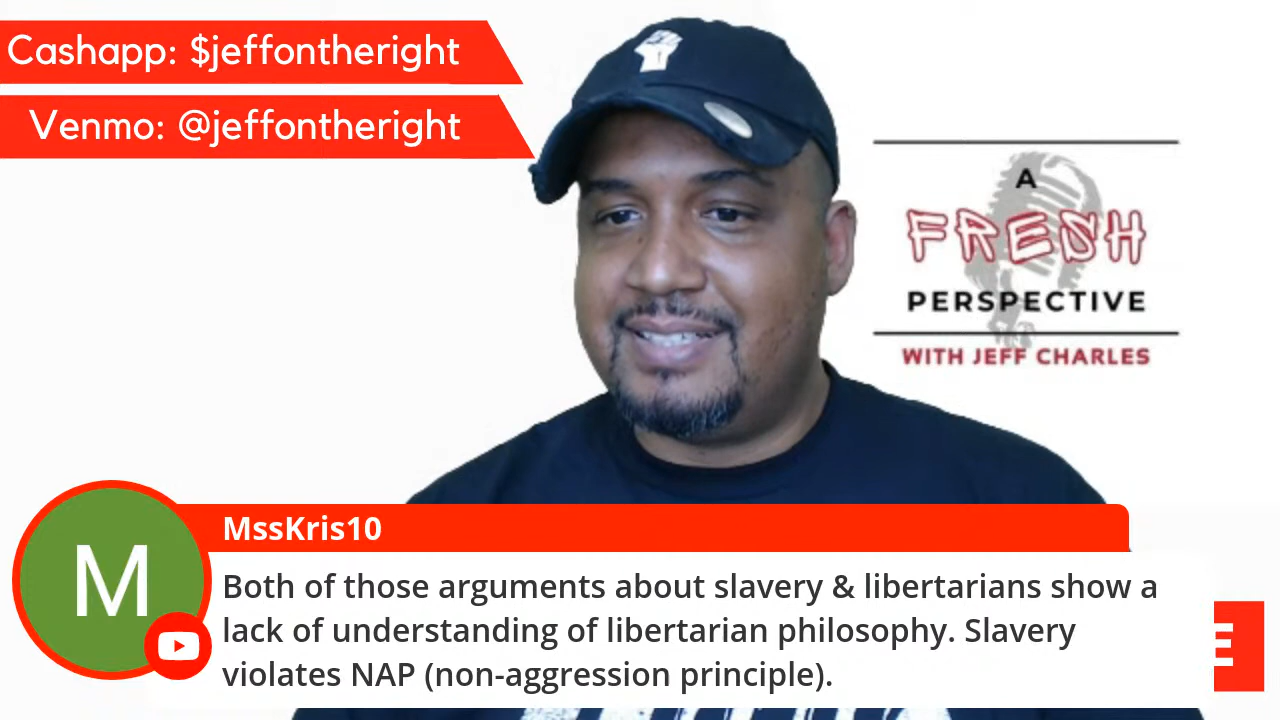 Cashapp: $jeffontheright
Venmo: @jeffontheright
A
FRESH
PERSPECTIVE
WITH JEFF CHARLES
M
MssKris10
Both of those arguments about slavery & libertarians show a
lack of understanding of libertarian philosophy. Slavery
violates NAP (non-aggression principle).
E